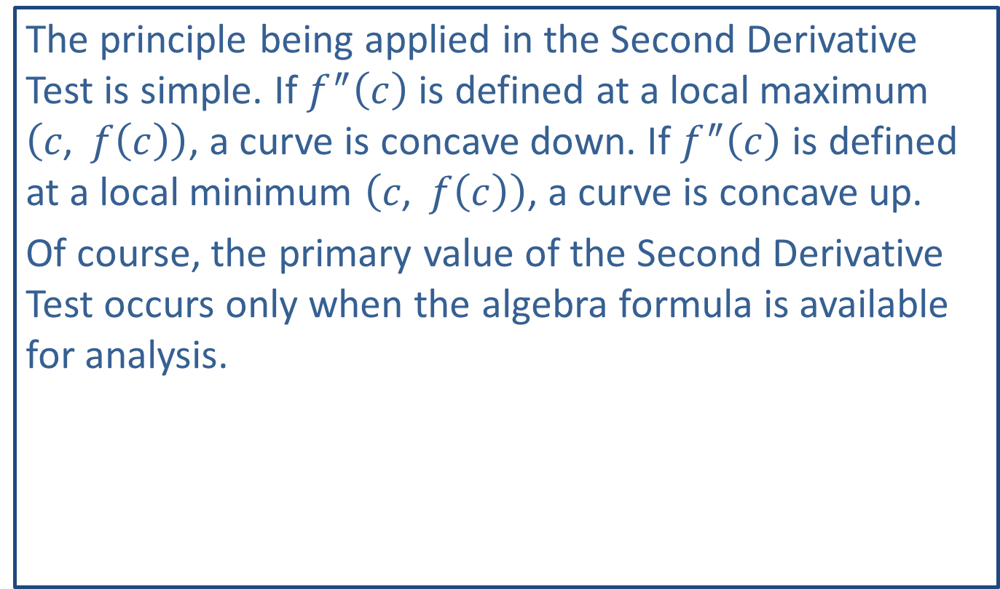 The principle being applied in the Second Derivative
Test is simple. If f″(c) is defined at a local maximum
(c, f(c)), a curve is concave down. If f″(c) is defined
at a local minimum (c, f(c)), a curve is concave up.
Of course, the primary value of the Second Derivative
Test occurs only when the algebra formula is available
for analysis.